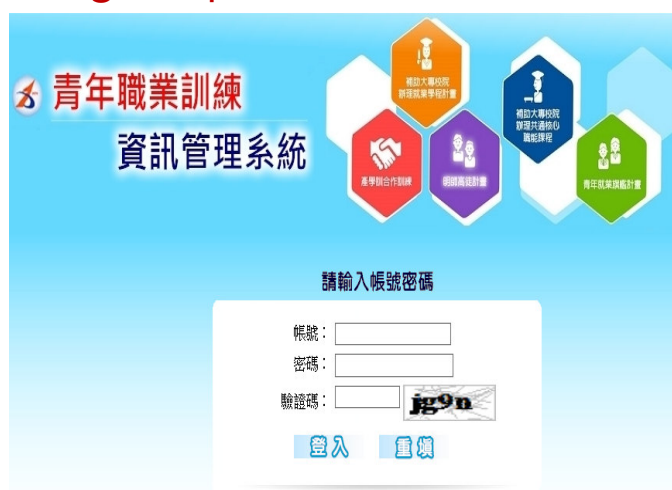 青年職業訓練
資訊管理系統
補助大專校院
辦理就業學程計畫
補助大專校院
辦理共通核心
職能課程
產學訓合作訓練
明師高徒計畫
青年就業旗艦計畫
請輸入帳號密碼
帳號：
密碼：
驗證碼：
jg9n
登入 重填